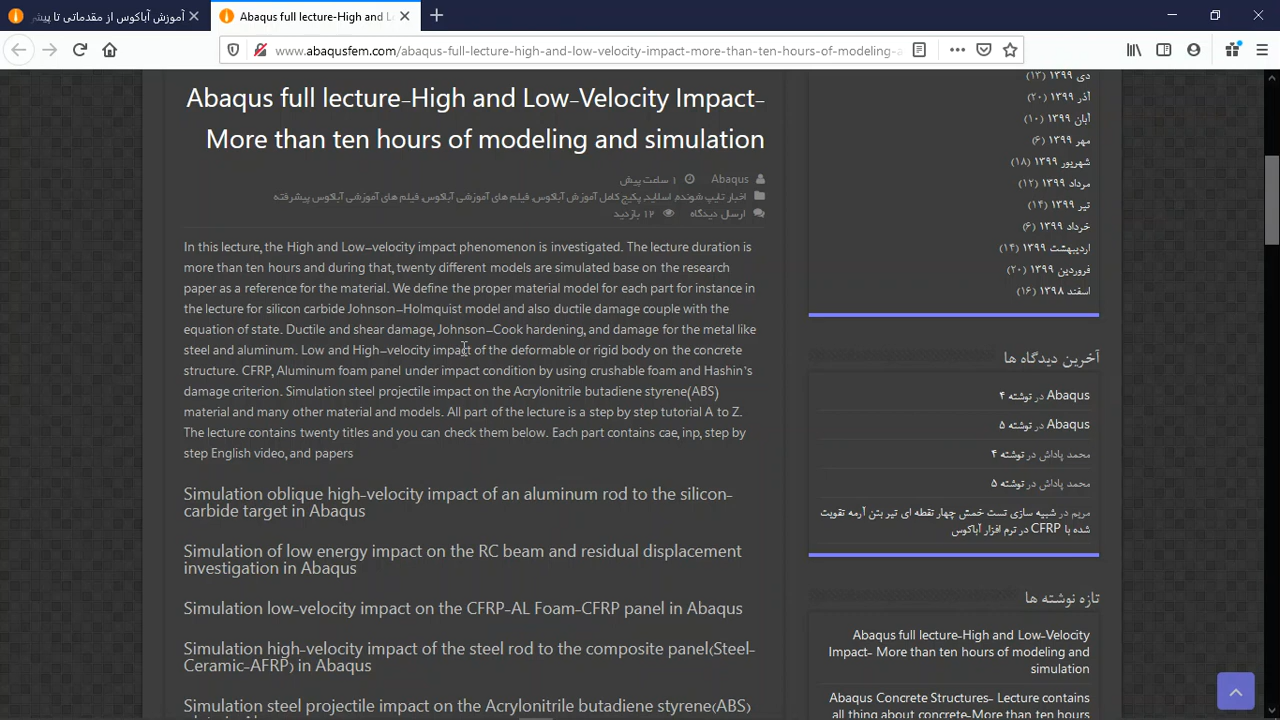 آموزش آباکوس از مقدماتی تا پیشر
Abaqus full lecture-High and L
www.abaqusfem.com/abaqus-full-lecture-high-and-low-velocity-impact-more-than-ten-hours-of-modeling-a
Abaqus full lecture-High and Low-Velocity Impact-
More than ten hours of modeling and simulation
Abaqus ۱ ساعت پیش
اخبار تایپ شونده, اسلاید, پکیج کامل آموزش آباکوس, فیلم های آموزشی آباکوس, فیلم های آموزشی آباکوس پیشرفته
ارسال دیدگاه ۱۲ بازدید
In this lecture, the High and Low-velocity impact phenomenon is investigated. The lecture duration is
more than ten hours and during that, twenty different models are simulated base on the research
paper as a reference for the material. We define the proper material model for each part for instance in
the lecture for silicon carbide Johnson-Holmquist model and also ductile damage couple with the
equation of state. Ductile and shear damage, Johnson-Cook hardening, and damage for the metal like
steel and aluminum. Low and High-velocity impact of the deformable or rigid body on the concrete
structure. CFRP, Aluminum foam panel under impact condition by using crushable foam and Hashin's
damage criterion. Simulation steel projectile impact on the Acrylonitrile butadiene styrene(ABS)
material and many other material and models. All part of the lecture is a step by step tutorial A to Z.
The lecture contains twenty titles and you can check them below. Each part contains cae, inp, step by
step English video, and papers
Simulation oblique high-velocity impact of an aluminum rod to the silicon-
carbide target in Abaqus
Simulation of low energy impact on the RC beam and residual displacement
investigation in Abaqus
Simulation low-velocity impact on the CFRP-AL Foam-CFRP panel in Abaqus
Simulation high-velocity impact of the steel rod to the composite panel(Steel-
Ceramic-AFRP) in Abaqus
Simulation steel projectile impact on the Acrylonitrile butadiene styrene(ABS)
دی ۱۳۹۹ (۱۳)
آذر ۱۳۹۹ (۲۰)
آبان ۱۳۹۹ (۱۰)
مهر ۱۳۹۹ (۶)
شهریور ۱۳۹۹ (۱۸)
مرداد ۱۳۹۹ (۱۲)
تیر ۱۳۹۹ (۱۴)
خرداد ۱۳۹۹ (۶)
اردیبهشت ۱۳۹۹ (۱۴)
فروردین ۱۳۹۹ (۲۰)
اسفند ۱۳۹۸ (۱۶)
آخرین دیدگاه ها
Abaqus در نوشته ۴
Abaqus در نوشته ۵
محمد پاداش در نوشته ۴
محمد پاداش در نوشته ۵
مریم در شبیه سازی تست خمش چهار نقطه ای تیر بتن آرمه تقویت
شده با CFRP در نرم افزار آباکوس
تازه نوشته ها
Abaqus full lecture-High and Low-Velocity
Impact- More than ten hours of modeling and
simulation
Abaqus Concrete Structures- Lecture contains
all thing about concrete-More than ten hours